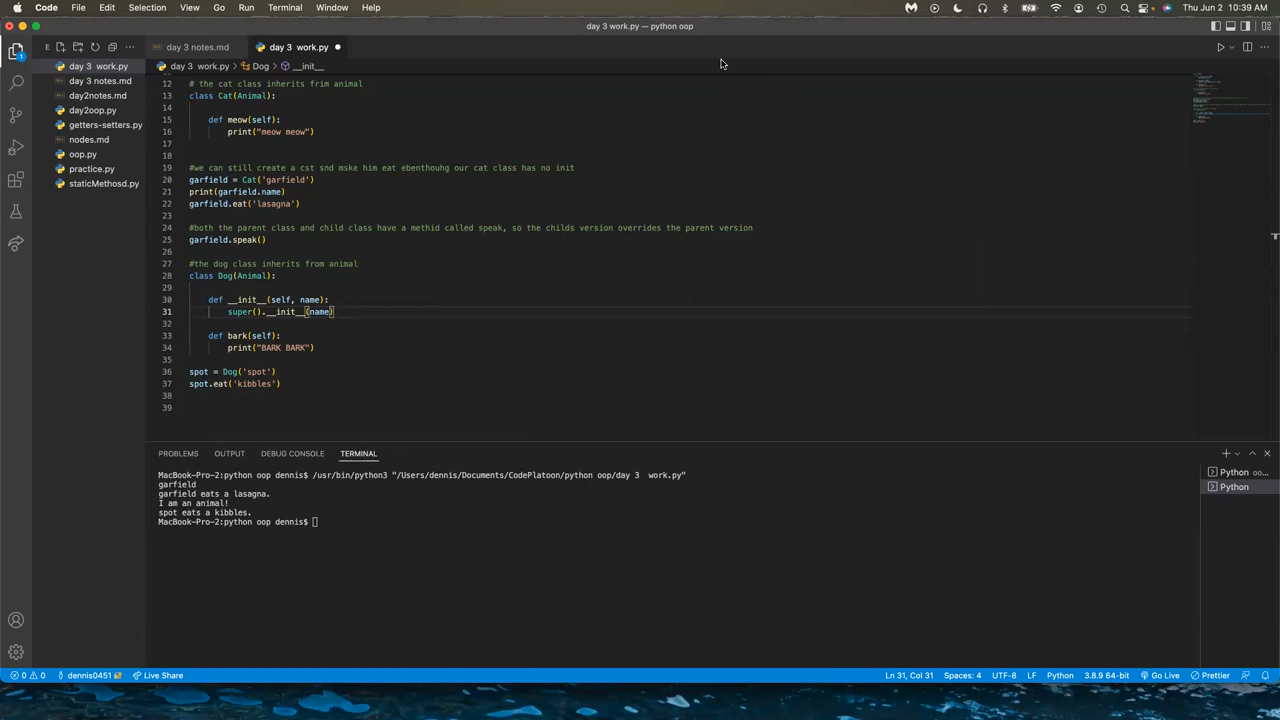 Code File Edit Selection View Go Run Terminal Window Help Thu Jun 2 10:39 AM
day 3 work.py — python oop
E day 3 notes.md day 3 work.py
day 3 work.py > Dog > __init__
day 3 work.py
day 3 notes.md
day2notes.md
day2oop.py
getters-setters.py
nodes.md
oop.py
practice.py
staticMethosd.py
1
12 # the cat class inherits frim animal
13 class Cat(Animal):
14
15 def meow(self):
16 print("meow meow")
17
18
19 #we can still create a cst snd mske him eat ebenthouhg our cat class has no init
20 garfield = Cat('garfield')
21 print(garfield.name)
22 garfield.eat('lasagna')
23
24 #both the parent class and child class have a methid called speak, so the childs version overrides the parent version
25 garfield.speak()
26
27 #the dog class inherits from animal
28 class Dog(Animal):
29
30 def __init__(self, name):
31 super().__init__(name)
32
33 def bark(self):
34 print("BARK BARK")
35
36 spot = Dog('spot')
37 spot.eat('kibbles')
38
39
PROBLEMS OUTPUT DEBUG CONSOLE TERMINAL
MacBook-Pro-2:python oop dennis$ /usr/bin/python3 "/Users/dennis/Documents/CodePlatoon/python oop/day 3  work.py"
garfield
garfield eats a lasagna.
I am an animal!
spot eats a kibbles.
MacBook-Pro-2:python oop dennis$
Python oo...
Python
0 0 dennis0451 Live Share Ln 31, Col 31 Spaces: 4 UTF-8 LF Python 3.8.9 64-bit Go Live Prettier